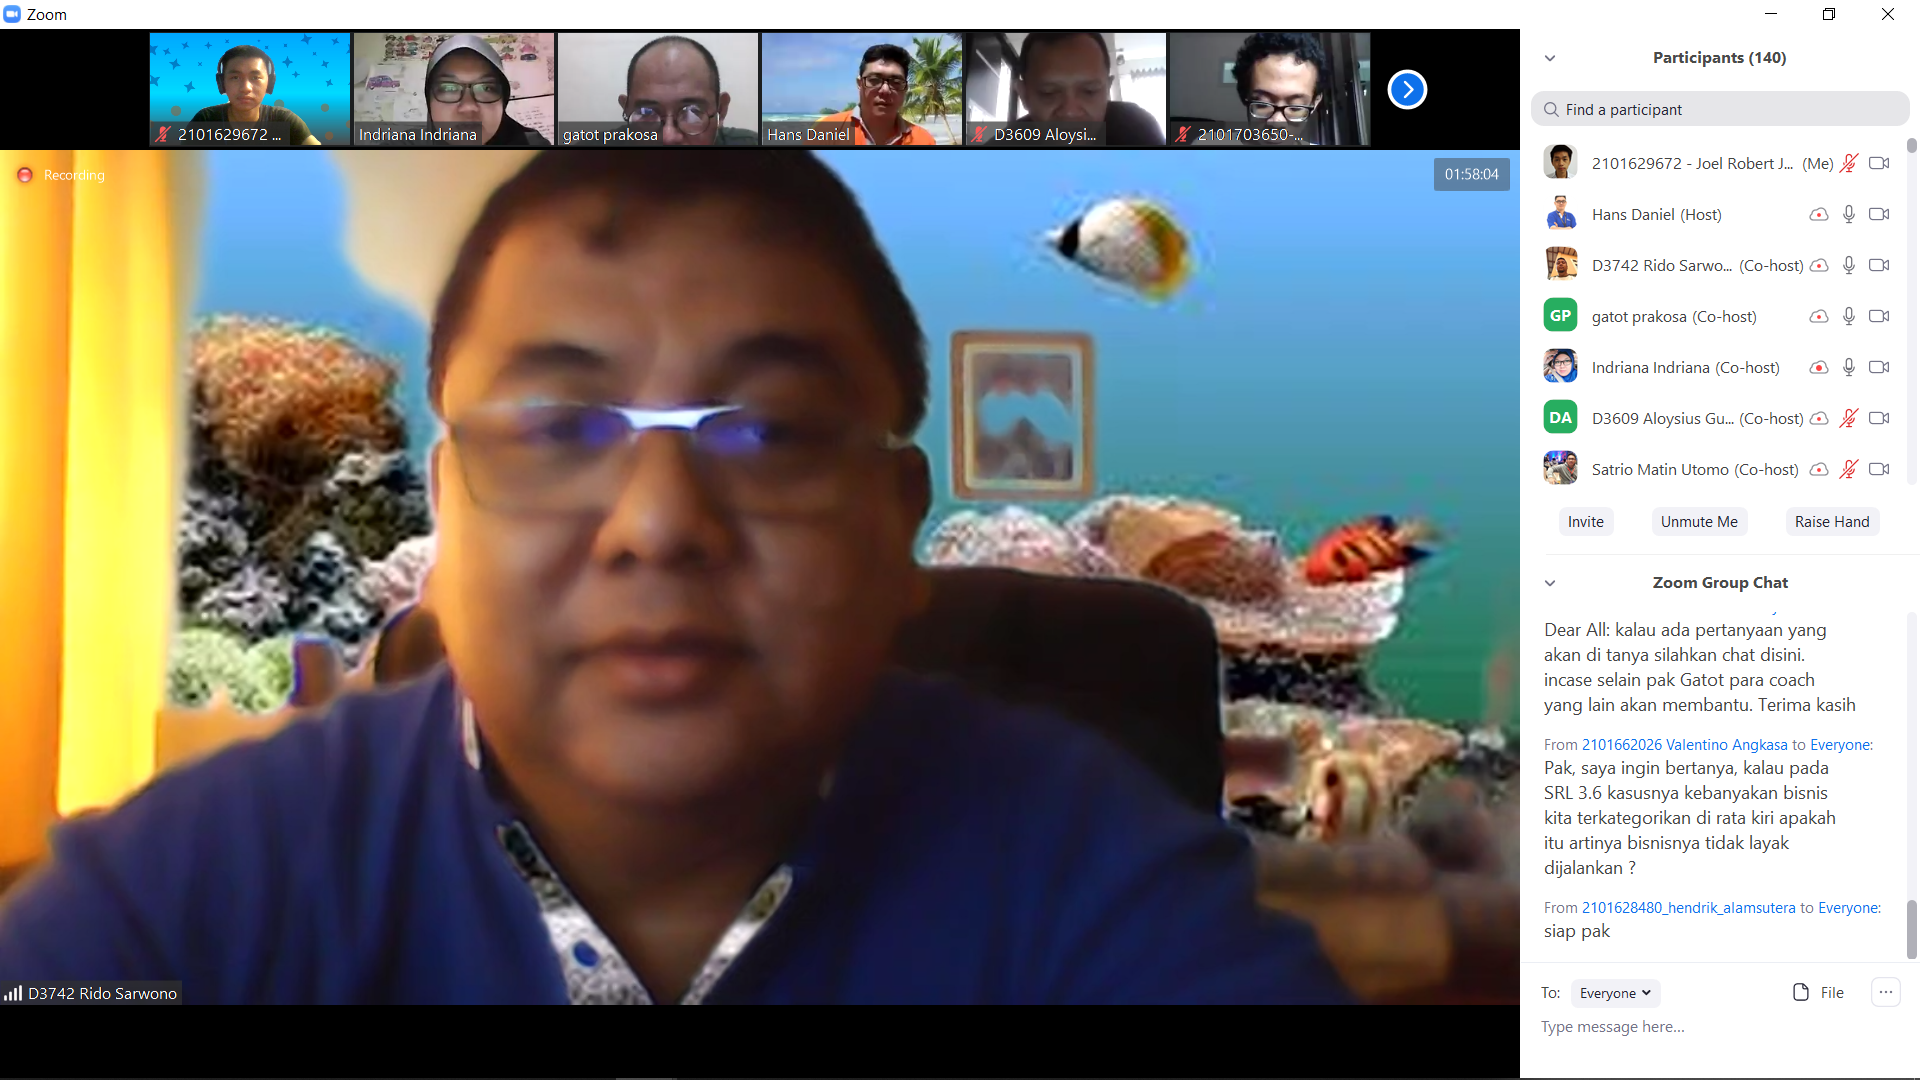 Zoom
2101629672 ...
Indriana Indriana
gatot prakosa
Hans Daniel
D3609 Aloysi...
2101703650-...
Recording
01:58:04
D3742 Rido Sarwono
Participants (140)
Find a participant
2101629672 - Joel Robert J... (Me)
Hans Daniel (Host)
D3742 Rido Sarwo... (Co-host)
GP
gatot prakosa (Co-host)
Indriana Indriana (Co-host)
DA
D3609 Aloysius Gu... (Co-host)
Satrio Matin Utomo (Co-host)
Invite
Unmute Me
Raise Hand
Zoom Group Chat
Dear All: kalau ada pertanyaan yang
akan di tanya silahkan chat disini.
incase selain pak Gatot para coach
yang lain akan membantu. Terima kasih
From 2101662026 Valentino Angkasa to Everyone:
Pak, saya ingin bertanya, kalau pada
SRL 3.6 kasusnya kebanyakan bisnis
kita terkategorikan di rata kiri apakah
itu artinya bisnisnya tidak layak
dijalankan ?
From 2101628480_hendrik_alamsutera to Everyone:
siap pak
To: Everyone
File
...
Type message here...